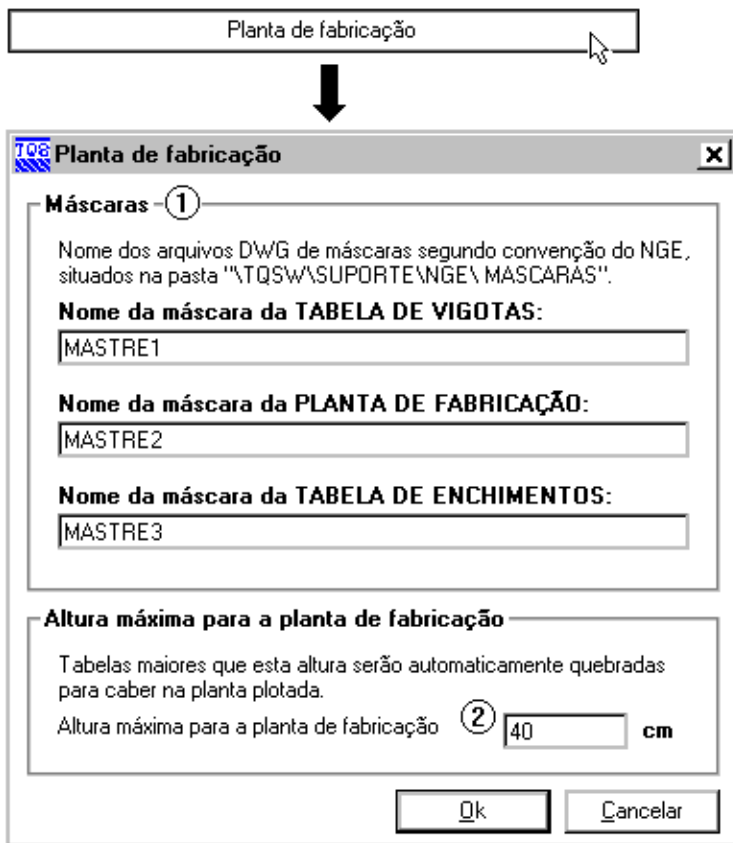 Planta de fabricação
TQS Planta de fabricação
Máscaras 1
Nome dos arquivos DWG de máscaras segundo convenção do NGE,
situados na pasta "\TQSW\SUPORTE\NGE\ MASCARAS".
Nome da máscara da TABELA DE VIGOTAS:
MASTRE1
Nome da máscara da PLANTA DE FABRICAÇÃO:
MASTRE2
Nome da máscara da TABELA DE ENCHIMENTOS:
MASTRE3
Altura máxima para a planta de fabricação
Tabelas maiores que esta altura serão automaticamente quebradas
para caber na planta plotada.
Altura máxima para a planta de fabricação 2 40 cm
Ok Cancelar